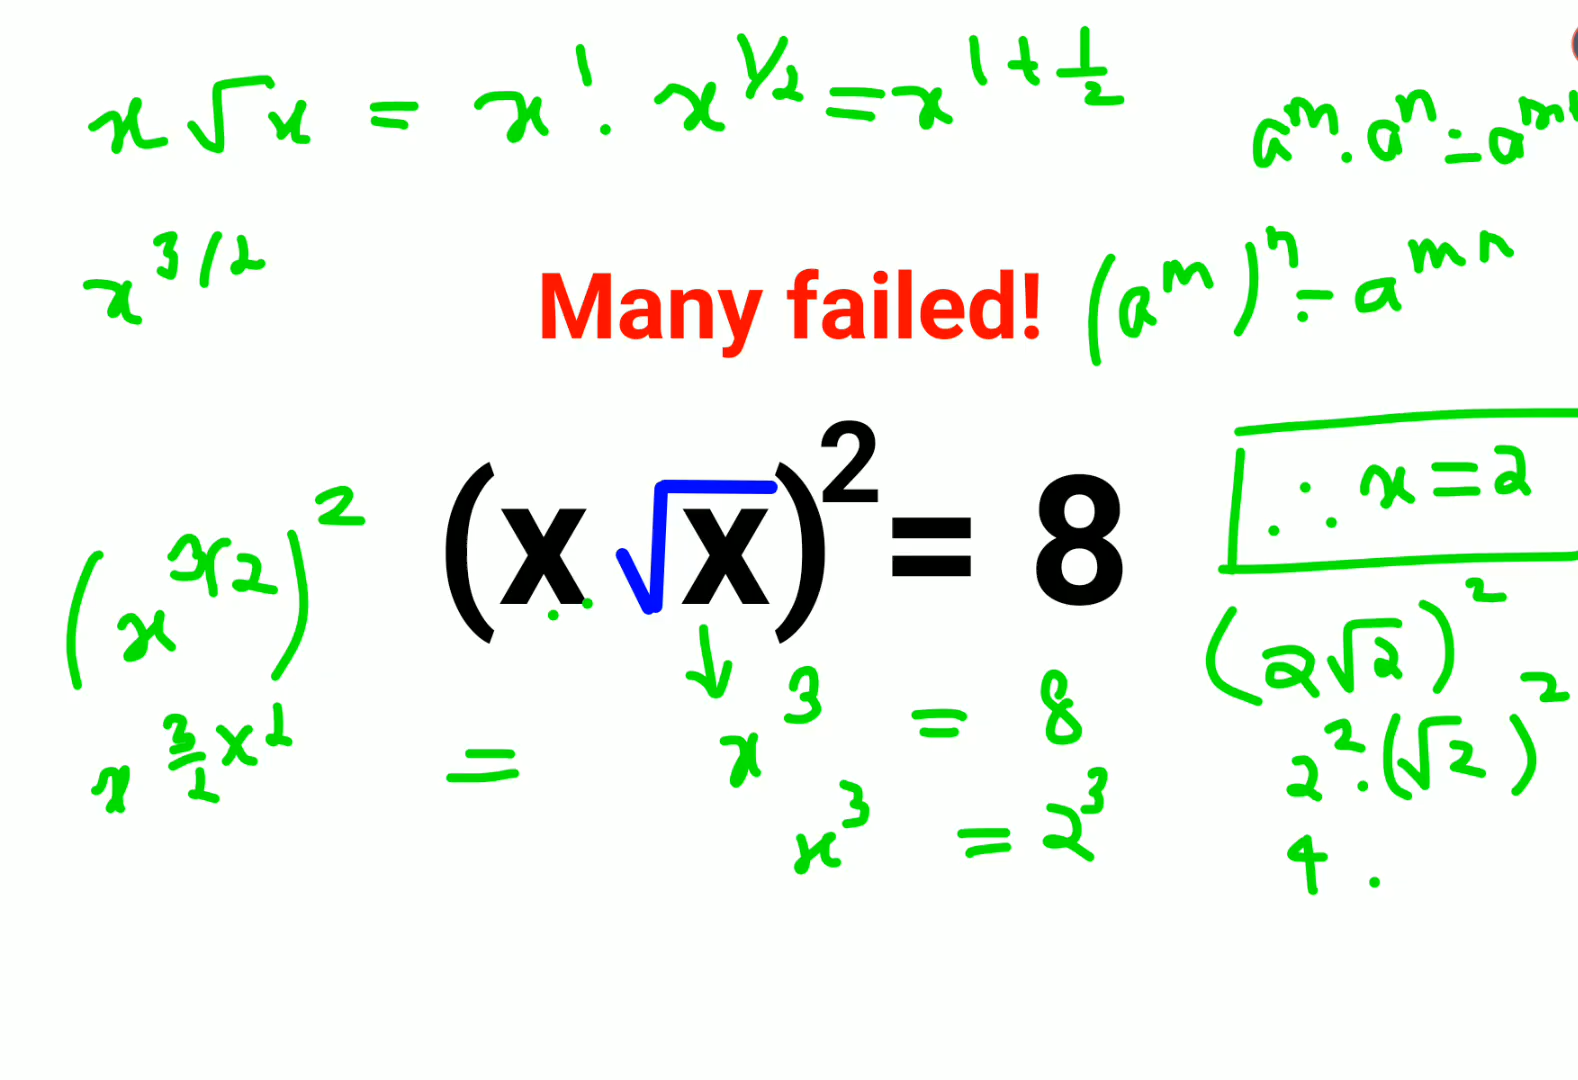 x√x = x¹ · x^1/2 = x^1+1/2
a^m · a^n = a^m
x^3/2
Many failed!
(a^m)^n = a^mn
(x √x)² = 8
∴ x = 2
(x^3/2)²
(2√2)²
x^3/2×2 = x³ = 8
2² · (√2)²
x³ = 2³
4 ·